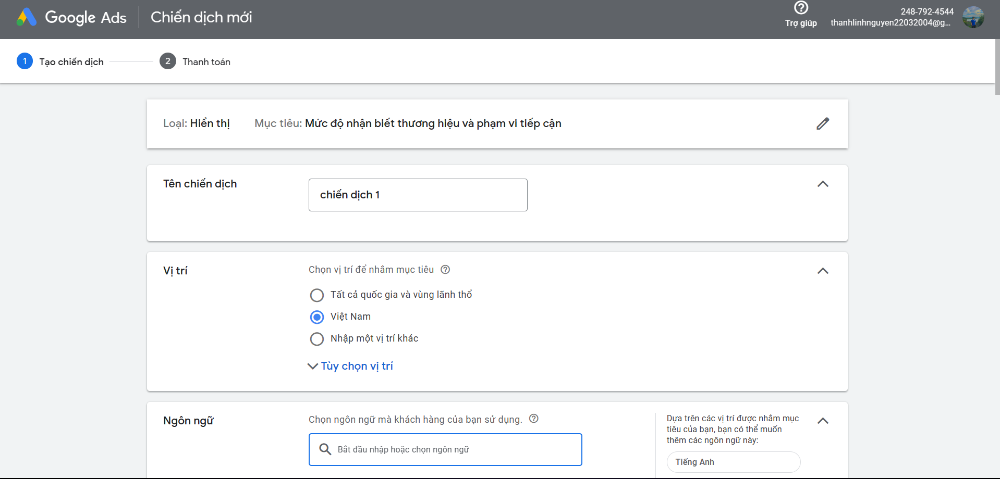 Google Ads Chiến dịch mới
Trợ giúp
248-792-4544
thanhlinhnguyen22032004@g...
1 Tạo chiến dịch
2 Thanh toán
Loại: Hiển thị Mục tiêu: Mức độ nhận biết thương hiệu và phạm vi tiếp cận
Tên chiến dịch
chiến dịch 1
Vị trí
Chọn vị trí để nhắm mục tiêu
Tất cả quốc gia và vùng lãnh thổ
Việt Nam
Nhập một vị trí khác
Tùy chọn vị trí
Ngôn ngữ
Chọn ngôn ngữ mà khách hàng của bạn sử dụng.
Bắt đầu nhập hoặc chọn ngôn ngữ
Dựa trên các vị trí được nhắm mục
tiêu của bạn, bạn có thể muốn
thêm các ngôn ngữ này:
Tiếng Anh